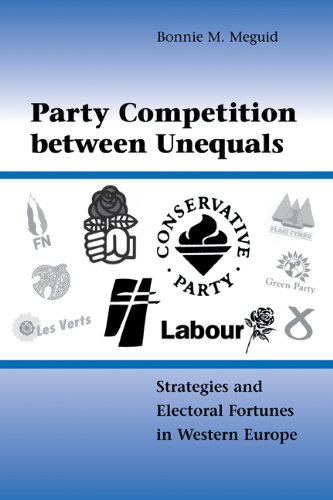 Bonnie M. Meguid
Party Competition
between Unequals
FN
CONSERVATIVE
PARTY
PLAID CYMRU
Green Party
Les Verts
Labour
Strategies and
Electoral Fortunes
in Western Europe